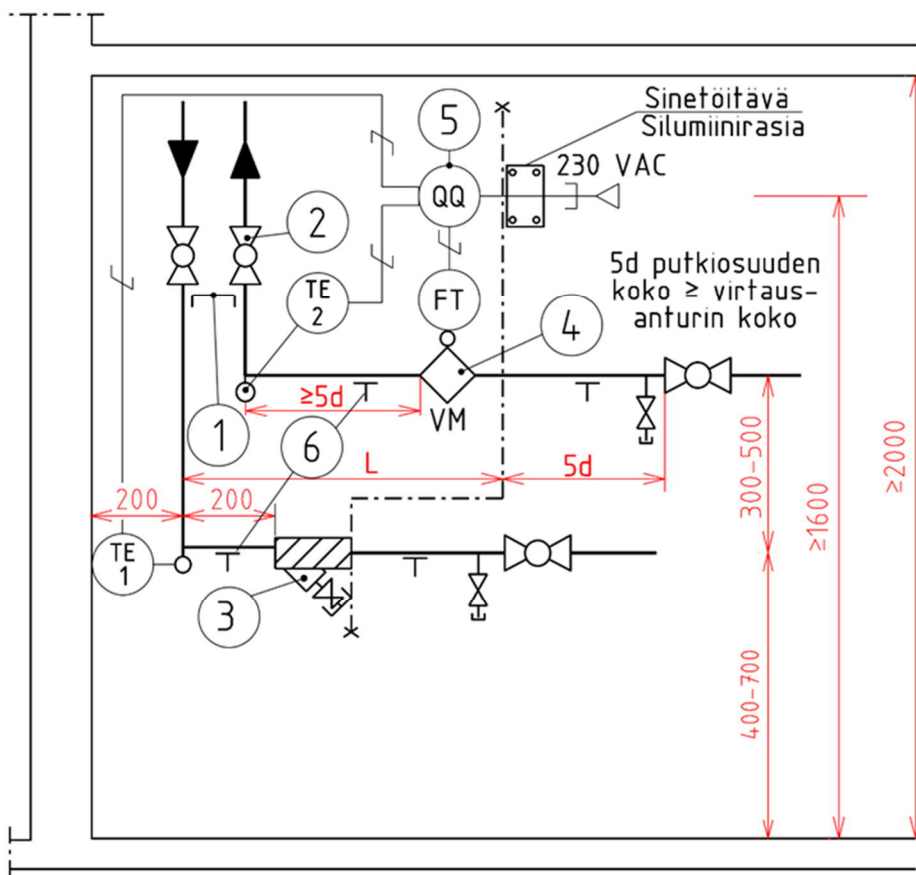 Sinetöitävä
Silumiinirasia
5
230 VAC
QQ
2
TE
2
FT
5d putkiosuuden
koko ≥ virtaus-
anturin koko
4
≥5d
VM
1
6
L
5d
300-500
≥1600
≥2000
200
200
TE
1
3
400-700